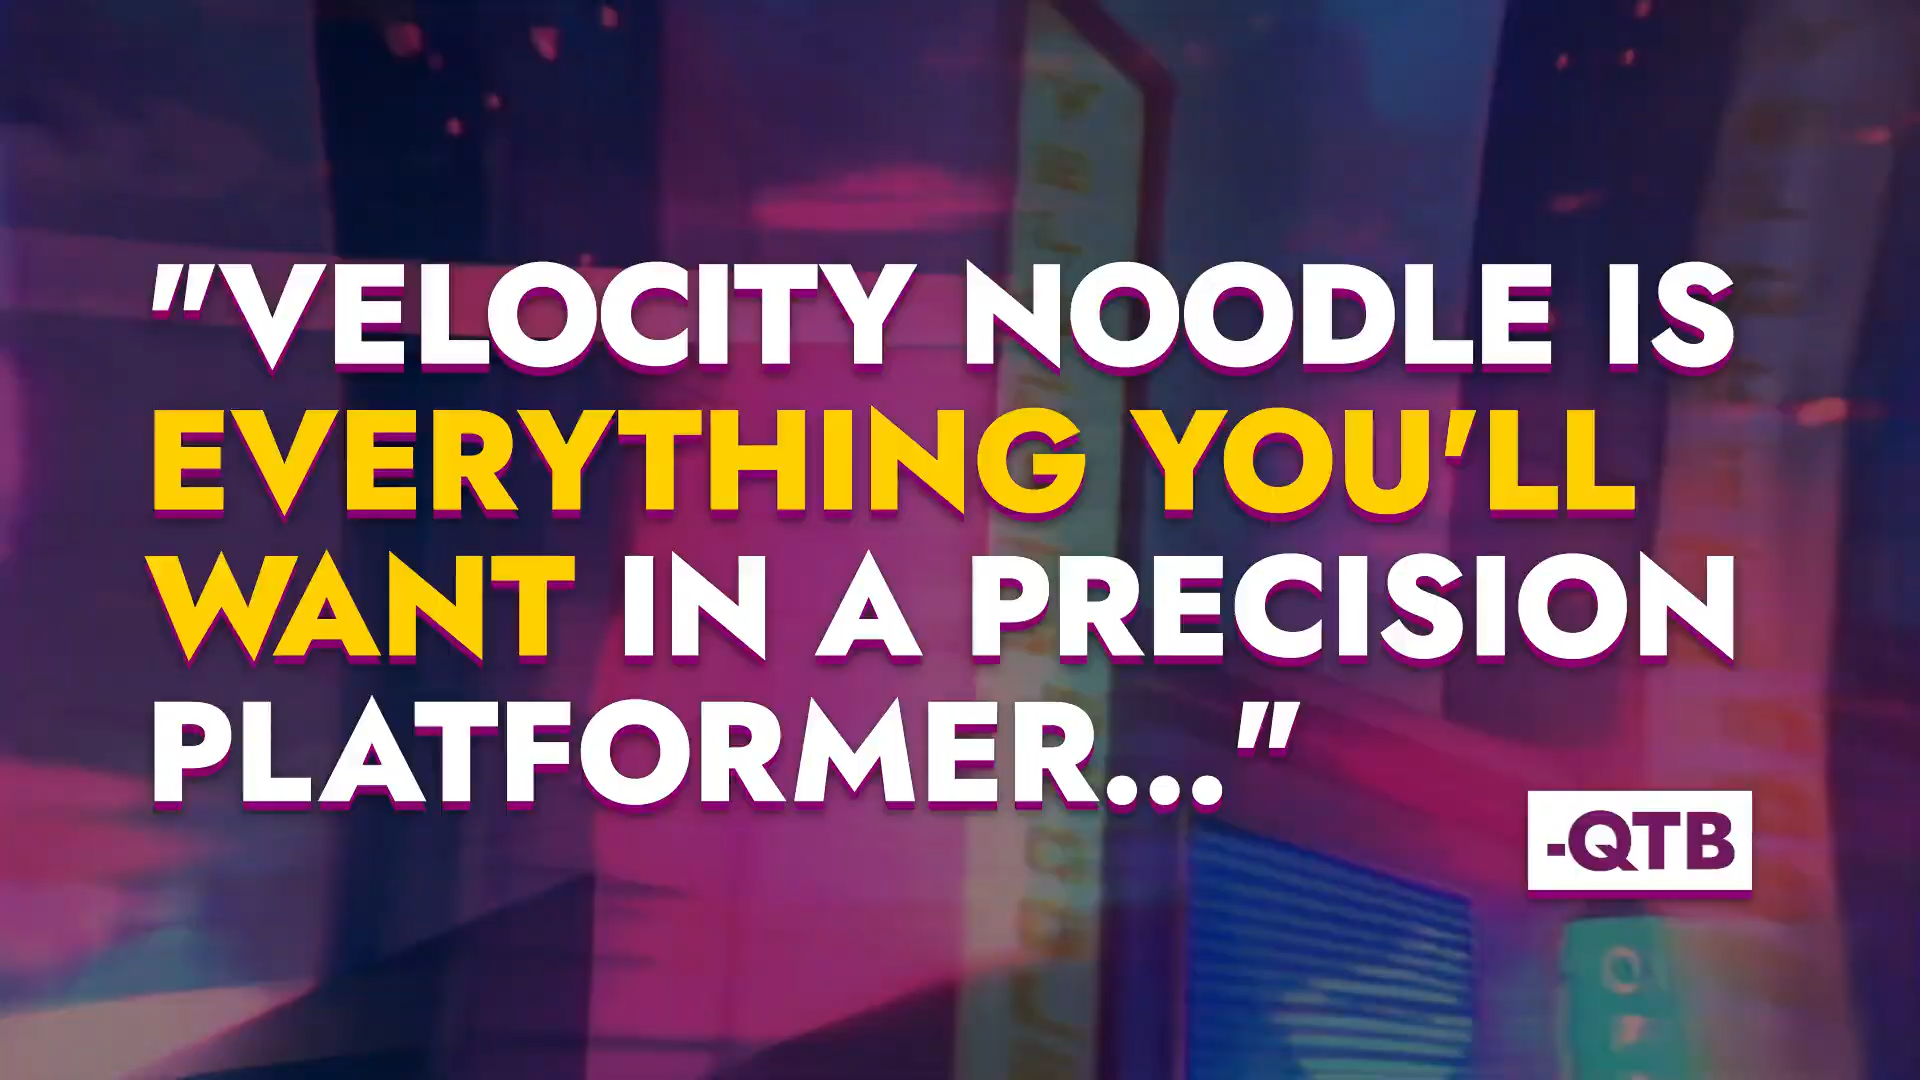 "VELOCITY NOODLE IS
EVERYTHING YOU'LL
WANT IN A PRECISION
PLATFORMER..."
-QTB